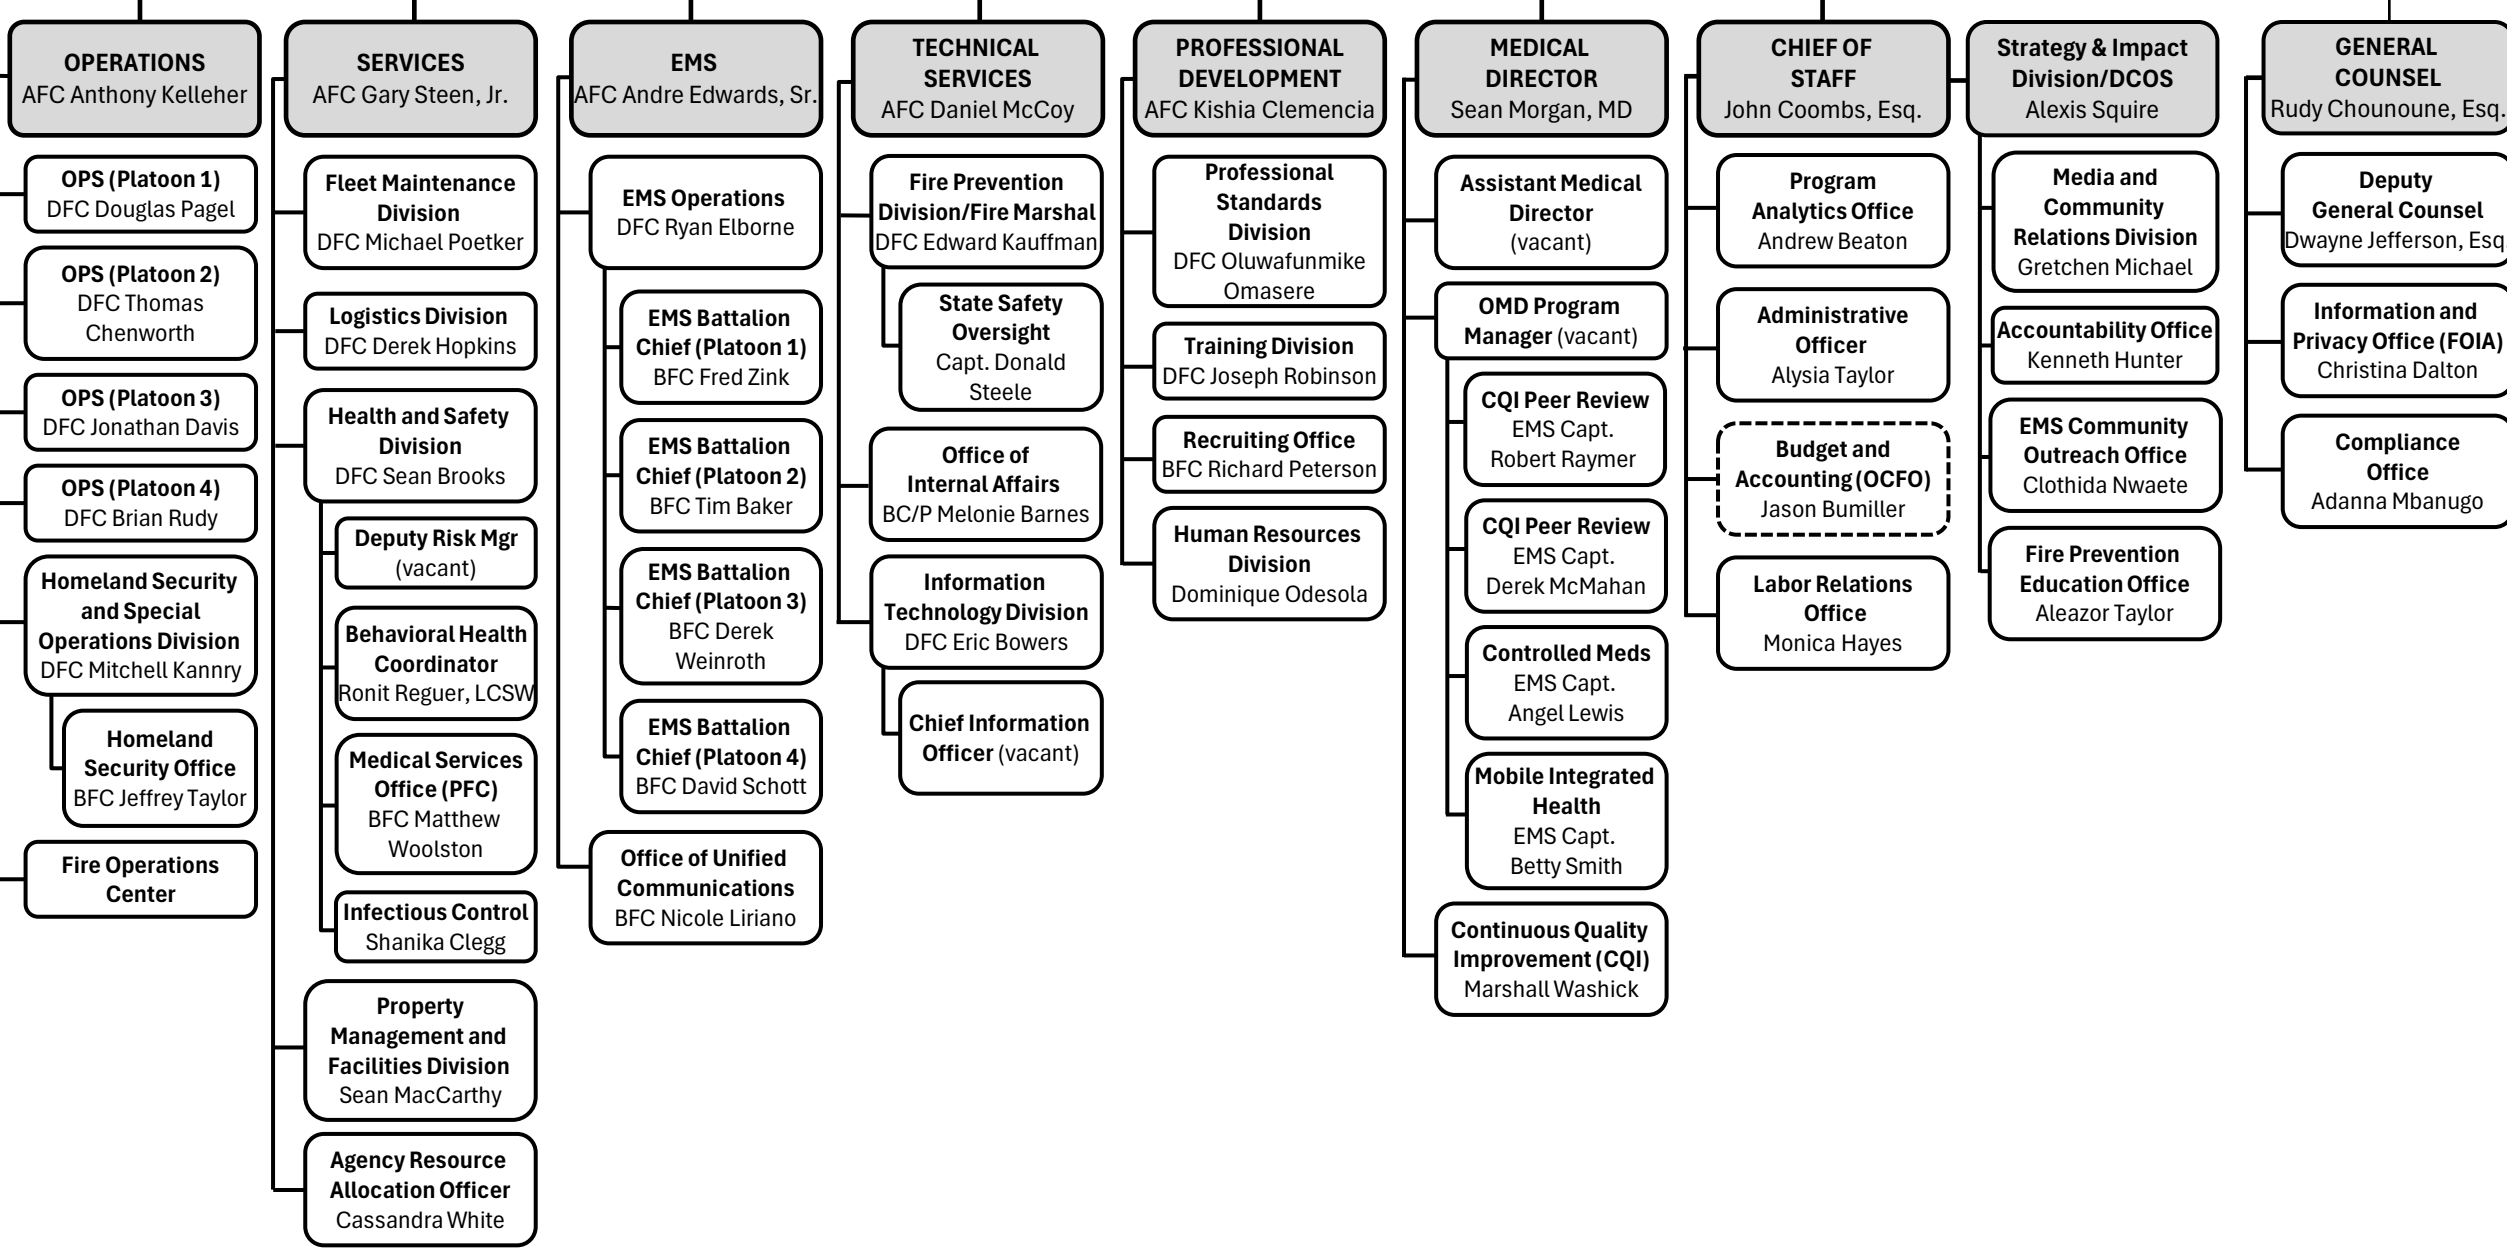 OPERATIONS
AFC Anthony Kelleher
OPS (Platoon 1)
DFC Douglas Pagel
OPS (Platoon 2)
DFC Thomas
Chenworth
OPS (Platoon 3)
DFC Jonathan Davis
OPS (Platoon 4)
DFC Brian Rudy
Homeland Security
and Special
Operations Division
DFC Mitchell Kannry
Homeland
Security Office
BFC Jeffrey Taylor
Fire Operations
Center
SERVICES
AFC Gary Steen, Jr.
Fleet Maintenance
Division
DFC Michael Poetker
Logistics Division
DFC Derek Hopkins
Health and Safety
Division
DFC Sean Brooks
Deputy Risk Mgr
(vacant)
Behavioral Health
Coordinator
Ronit Reguer, LCSW
Medical Services
Office (PFC)
BFC Matthew
Woolston
Infectious Control
Shanika Clegg
Property
Management and
Facilities Division
Sean MacCarthy
Agency Resource
Allocation Officer
Cassandra White
EMS
AFC Andre Edwards, Sr.
EMS Operations
DFC Ryan Elborne
EMS Battalion
Chief (Platoon 1)
BFC Fred Zink
EMS Battalion
Chief (Platoon 2)
BFC Tim Baker
EMS Battalion
Chief (Platoon 3)
BFC Derek
Weinroth
EMS Battalion
Chief (Platoon 4)
BFC David Schott
Office of Unified
Communications
BFC Nicole Liriano
TECHNICAL
SERVICES
AFC Daniel McCoy
Fire Prevention
Division/Fire Marshal
DFC Edward Kauffman
State Safety
Oversight
Capt. Donald
Steele
Office of
Internal Affairs
BC/P Melonie Barnes
Information
Technology Division
DFC Eric Bowers
Chief Information
Officer (vacant)
PROFESSIONAL
DEVELOPMENT
AFC Kishia Clemencia
Professional
Standards
Division
DFC Oluwafunmike
Omasere
Training Division
DFC Joseph Robinson
Recruiting Office
BFC Richard Peterson
Human Resources
Division
Dominique Odesola
MEDICAL
DIRECTOR
Sean Morgan, MD
Assistant Medical
Director
(vacant)
OMD Program
Manager (vacant)
CQI Peer Review
EMS Capt.
Robert Raymer
CQI Peer Review
EMS Capt.
Derek McMahan
Controlled Meds
EMS Capt.
Angel Lewis
Mobile Integrated
Health
EMS Capt.
Betty Smith
Continuous Quality
Improvement (CQI)
Marshall Washick
CHIEF OF
STAFF
John Coombs, Esq.
Program
Analytics Office
Andrew Beaton
Administrative
Officer
Alysia Taylor
Budget and
Accounting (OCFO)
Jason Bumiller
Labor Relations
Office
Monica Hayes
Strategy & Impact
Division/DCOS
Alexis Squire
Media and
Community
Relations Division
Gretchen Michael
Accountability Office
Kenneth Hunter
EMS Community
Outreach Office
Clothida Nwaete
Fire Prevention
Education Office
Aleazor Taylor
GENERAL
COUNSEL
Rudy Chounoune, Esq.
Deputy
General Counsel
Dwayne Jefferson, Esq
Information and
Privacy Office (FOIA)
Christina Dalton
Compliance
Office
Adanna Mbanugo